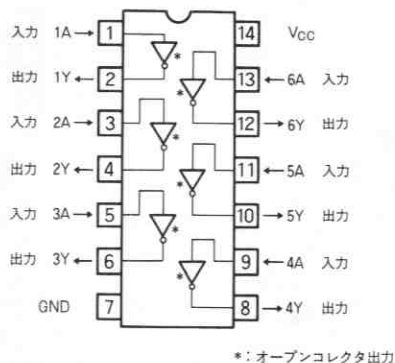 入力 1A → 1
出力 1Y ← 2
入力 2A → 3
出力 2Y ← 4
入力 3A → 5
出力 3Y ← 6
GND 7
14 VCC
13 ← 6A 入力
12 → 6Y 出力
11 ← 5A 入力
10 → 5Y 出力
9 ← 4A 入力
8 → 4Y 出力
* * * * * *
*：オープンコレクタ出力